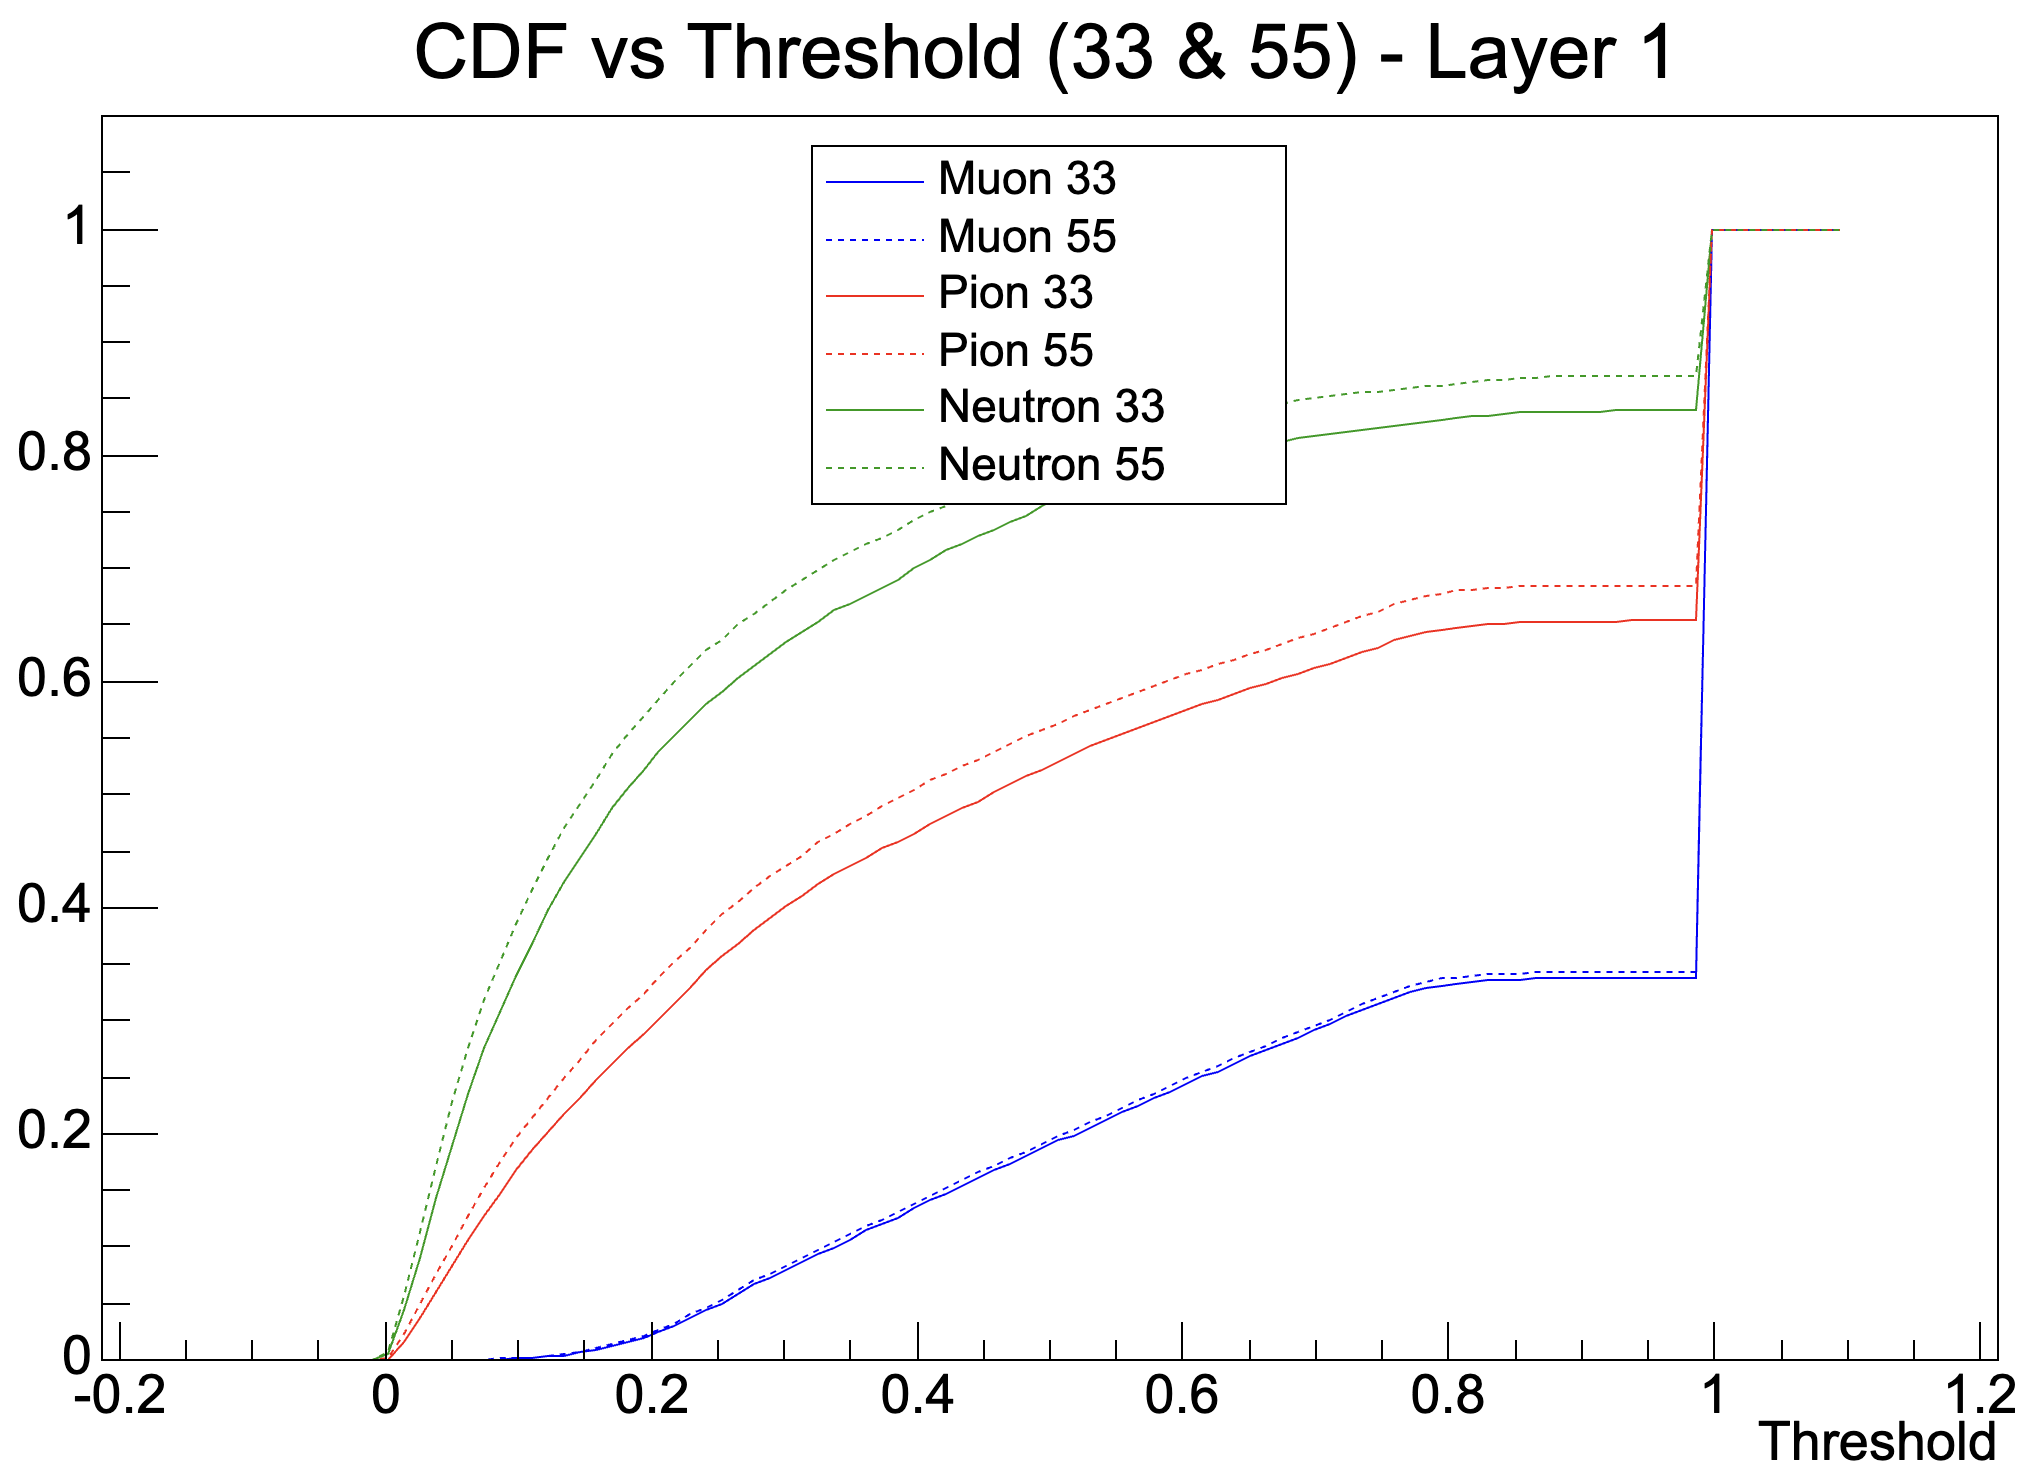 CDF vs Threshold (33 & 55) - Layer 1
Muon 33
Muon 55
Pion 33
Pion 55
Neutron 33
Neutron 55
1
0.8
0.6
0.4
0.2
0
-0.2 0 0.2 0.4 0.6 0.8 1 1.2
Threshold